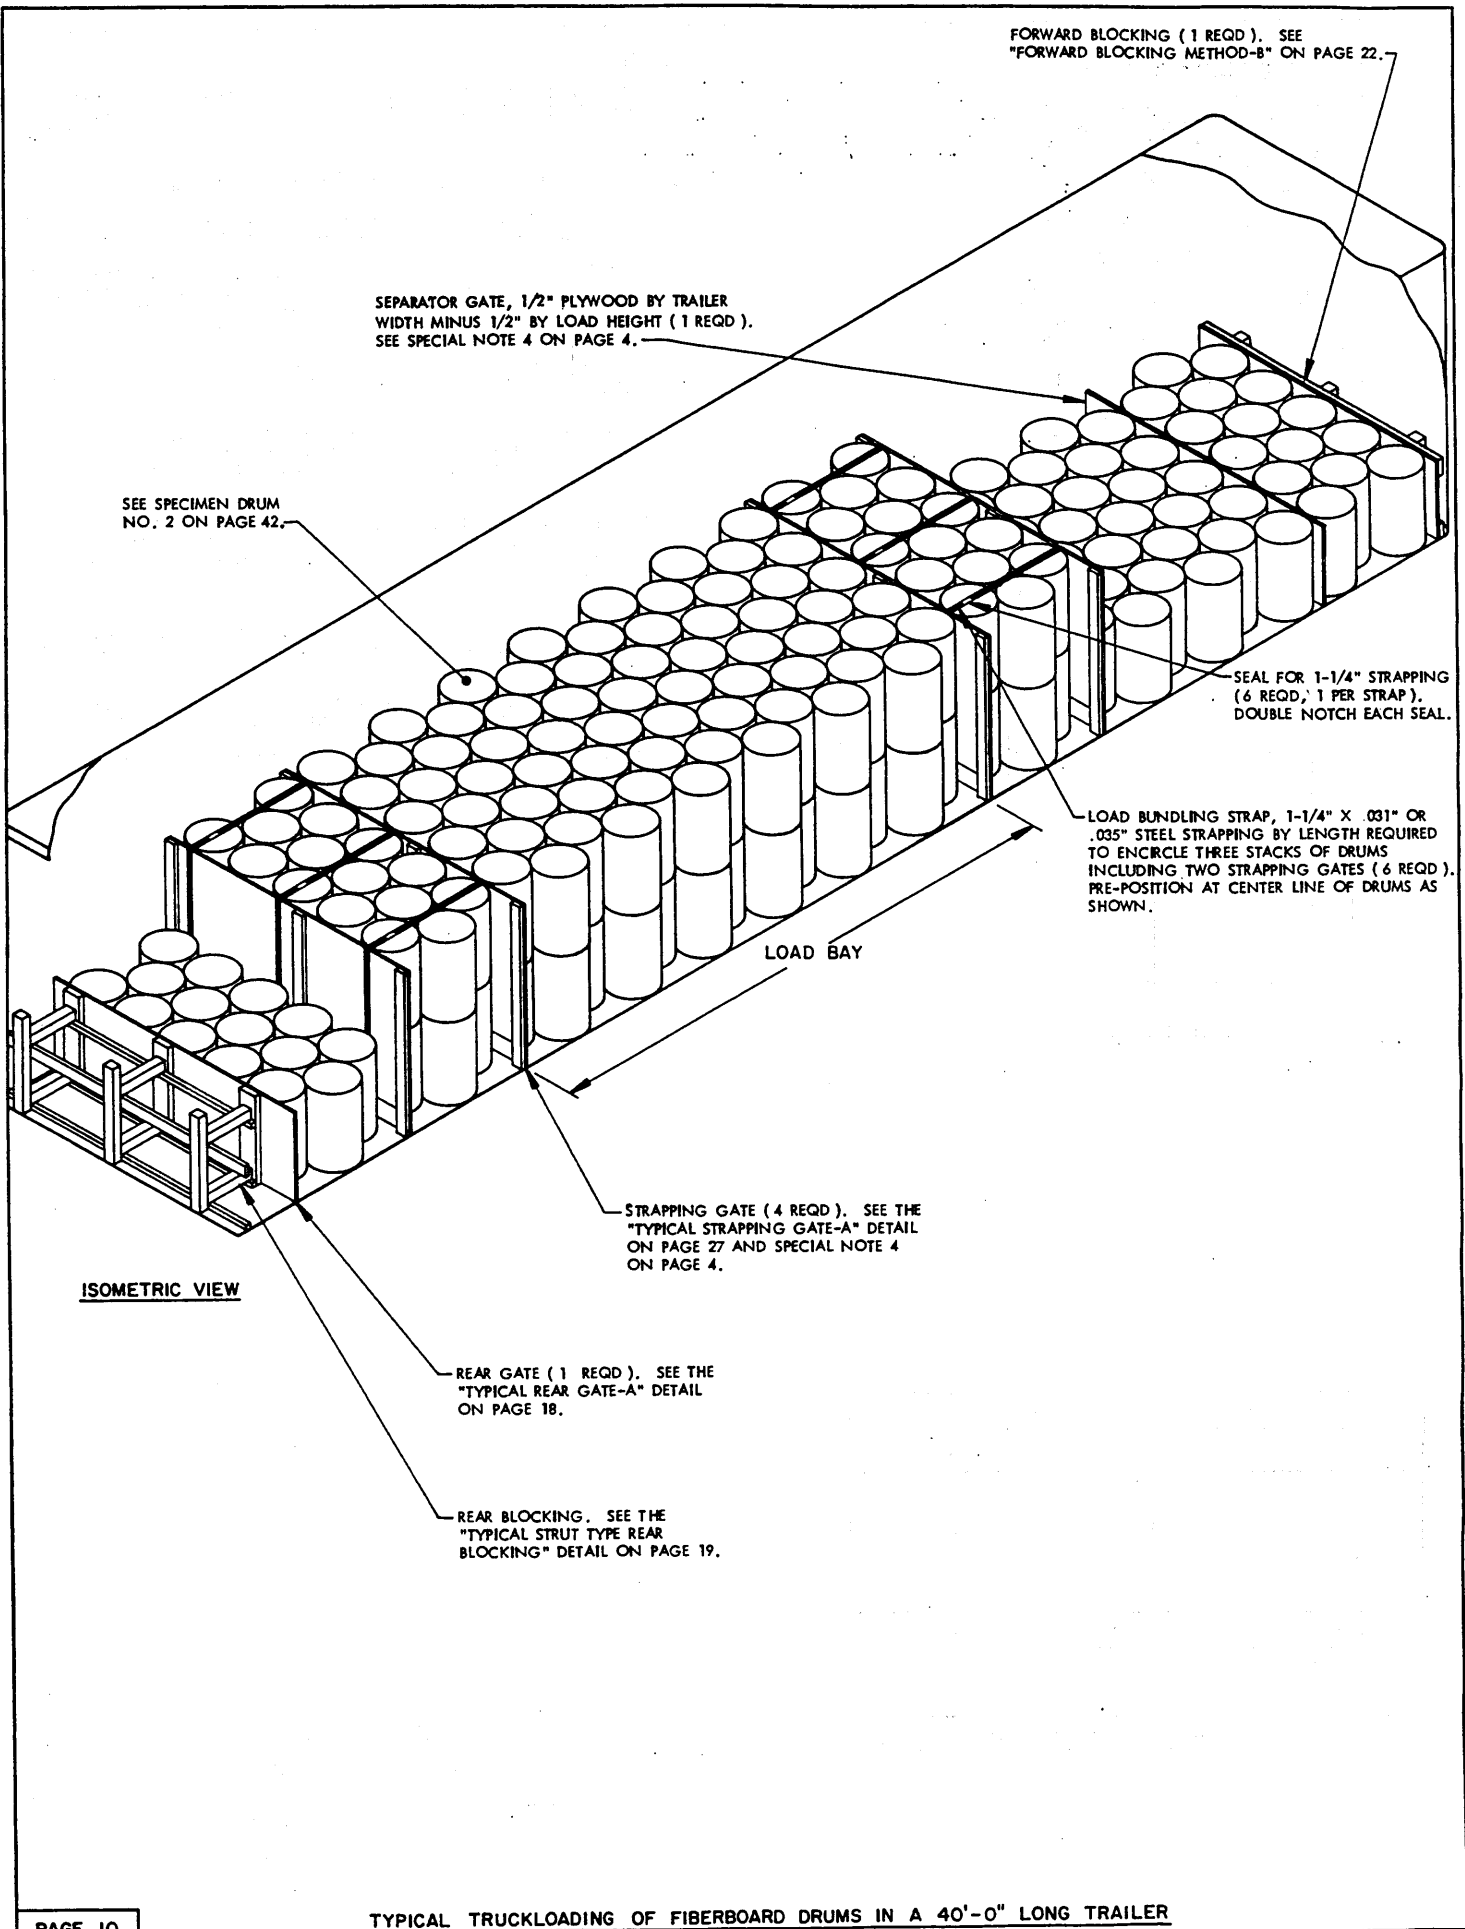 FORWARD BLOCKING ( 1 REQD ). SEE
"FORWARD BLOCKING METHOD-B" ON PAGE 22.
SEPARATOR GATE, 1/2" PLYWOOD BY TRAILER
WIDTH MINUS 1/2" BY LOAD HEIGHT ( 1 REQD ).
SEE SPECIAL NOTE 4 ON PAGE 4.
SEE SPECIMEN DRUM
NO. 2 ON PAGE 42.
SEAL FOR 1-1/4" STRAPPING
(6 REQD, 1 PER STRAP ).
DOUBLE NOTCH EACH SEAL.
LOAD BUNDLING STRAP, 1-1/4" X .031" OR
.035" STEEL STRAPPING BY LENGTH REQUIRED
TO ENCIRCLE THREE STACKS OF DRUMS
INCLUDING TWO STRAPPING GATES ( 6 REQD ).
PRE-POSITION AT CENTER LINE OF DRUMS AS
SHOWN.
LOAD BAY
STRAPPING GATE ( 4 REQD ). SEE THE
"TYPICAL STRAPPING GATE-A" DETAIL
ON PAGE 27 AND SPECIAL NOTE 4
ON PAGE 4.
ISOMETRIC VIEW
REAR GATE ( 1 REQD ). SEE THE
"TYPICAL REAR GATE-A" DETAIL
ON PAGE 18.
REAR BLOCKING. SEE THE
"TYPICAL STRUT TYPE REAR
BLOCKING" DETAIL ON PAGE 19.
PAGE 10
TYPICAL TRUCKLOADING OF FIBERBOARD DRUMS IN A 40'-0" LONG TRAILER